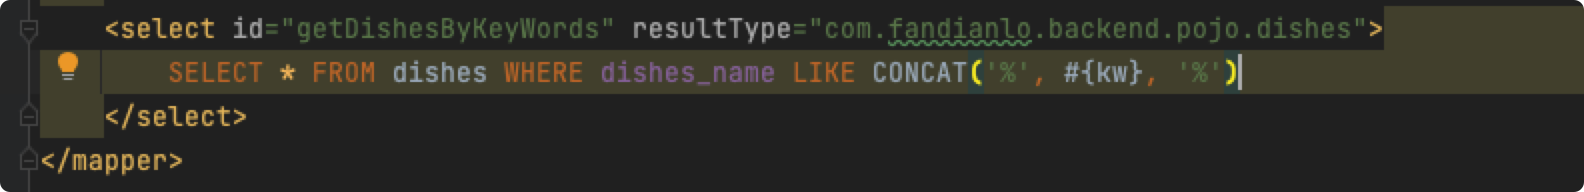 <select id="getDishesByKeyWords" resultType="com.fandianlo.backend.pojo.dishes">
SELECT * FROM dishes WHERE dishes_name LIKE CONCAT('%', #{kw}, '%')
</select>
</mapper>